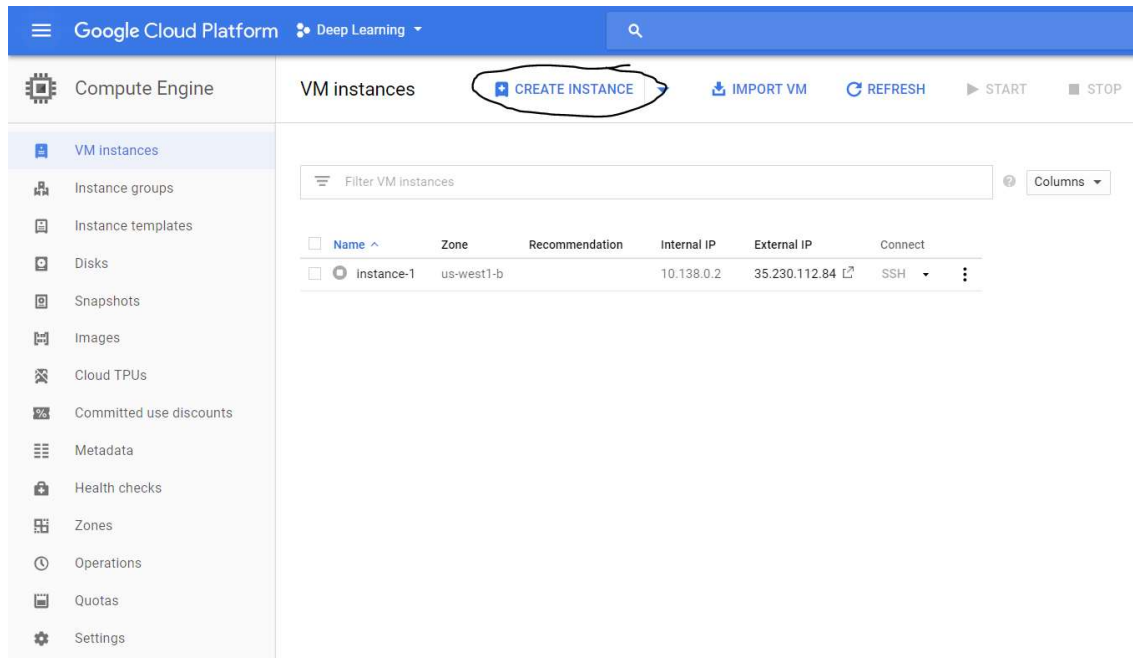 Google Cloud Platform Deep Learning
Compute Engine VM instances CREATE INSTANCE IMPORT VM REFRESH START STOP
VM instances
Instance groups
Instance templates
Disks
Snapshots
Images
Cloud TPUs
Committed use discounts
Metadata
Health checks
Zones
Operations
Quotas
Settings
Filter VM instances Columns
Name Zone Recommendation Internal IP External IP Connect
instance-1 us-west1-b 10.138.0.2 35.230.112.84 SSH